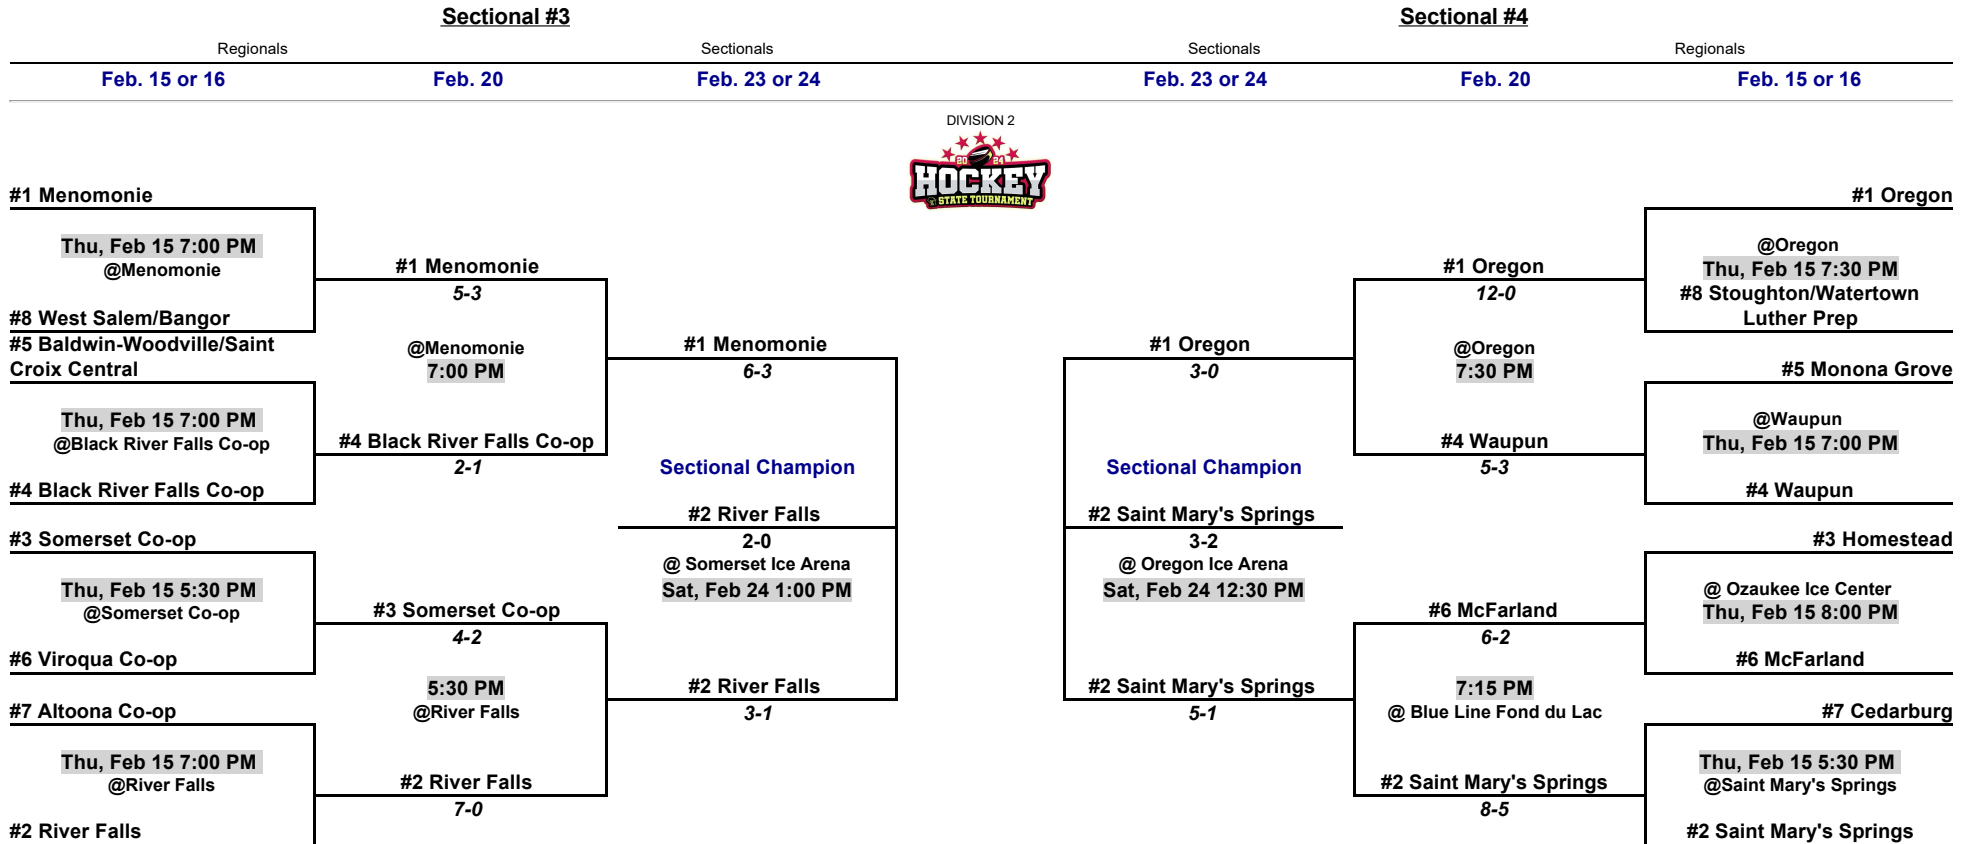 Sectional #3
Sectional #4
Regionals
Sectionals
Sectionals
Regionals
Feb. 15 or 16
Feb. 20
Feb. 23 or 24
Feb. 23 or 24
Feb. 20
Feb. 15 or 16
DIVISION 2
20 24
HOCKEY
STATE TOURNAMENT
#1 Menomonie
Thu, Feb 15 7:00 PM
@Menomonie
#8 West Salem/Bangor
#5 Baldwin-Woodville/Saint
Croix Central
Thu, Feb 15 7:00 PM
@Black River Falls Co-op
#4 Black River Falls Co-op
#3 Somerset Co-op
Thu, Feb 15 5:30 PM
@Somerset Co-op
#6 Viroqua Co-op
#7 Altoona Co-op
Thu, Feb 15 7:00 PM
@River Falls
#2 River Falls
#1 Menomonie
5-3
@Menomonie
7:00 PM
#4 Black River Falls Co-op
2-1
#3 Somerset Co-op
4-2
5:30 PM
@River Falls
#2 River Falls
7-0
#1 Menomonie
6-3
Sectional Champion
#2 River Falls
2-0
@ Somerset Ice Arena
Sat, Feb 24 1:00 PM
#2 River Falls
3-1
#1 Oregon
3-0
Sectional Champion
#2 Saint Mary's Springs
3-2
@ Oregon Ice Arena
Sat, Feb 24 12:30 PM
#2 Saint Mary's Springs
5-1
#1 Oregon
12-0
@Oregon
7:30 PM
#4 Waupun
5-3
#6 McFarland
6-2
7:15 PM
@ Blue Line Fond du Lac
#2 Saint Mary's Springs
8-5
#1 Oregon
@Oregon
Thu, Feb 15 7:30 PM
#8 Stoughton/Watertown
Luther Prep
#5 Monona Grove
@Waupun
Thu, Feb 15 7:00 PM
#4 Waupun
#3 Homestead
@ Ozaukee Ice Center
Thu, Feb 15 8:00 PM
#6 McFarland
#7 Cedarburg
Thu, Feb 15 5:30 PM
@Saint Mary's Springs
#2 Saint Mary's Springs